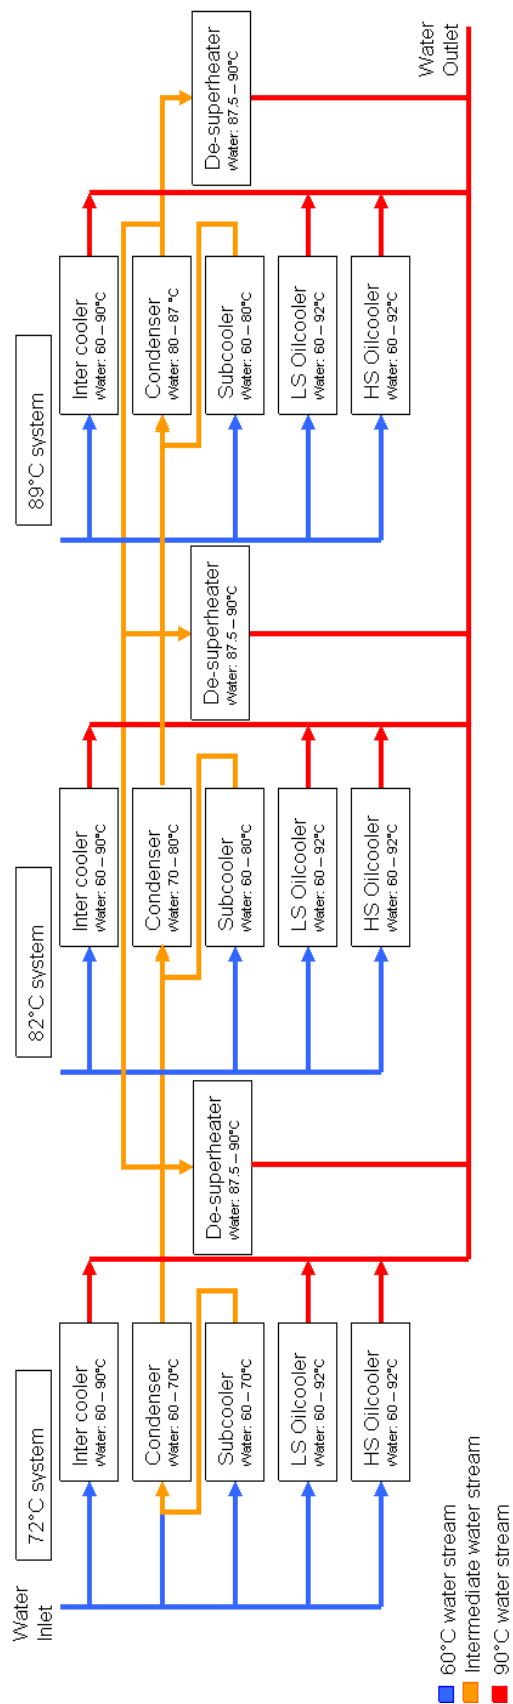 Water
Inlet
72°C system
Inter cooler
Water: 60 – 90°C
Condenser
Water: 60 – 70°C
Subcooler
Water: 60 – 70°C
LS Oilcooler
Water: 60 – 92°C
HS Oilcooler
Water: 60 – 92°C
De-superheater
Water: 87.5 – 90°C
82°C system
Inter cooler
Water: 60 – 90°C
Condenser
Water: 70 – 80°C
Subcooler
Water: 60 – 80°C
LS Oilcooler
Water: 60 – 92°C
HS Oilcooler
Water: 60 – 92°C
De-superheater
Water: 87.5 – 90°C
89°C system
Inter cooler
Water: 60 – 90°C
Condenser
Water: 80 – 87 °C
Subcooler
Water: 60 – 80°C
LS Oilcooler
Water: 60 – 92°C
HS Oilcooler
Water: 60 – 92°C
De-superheater
Water: 87.5 – 90°C
Water
Outlet
60°C water stream
Intermediate water stream
90°C water stream